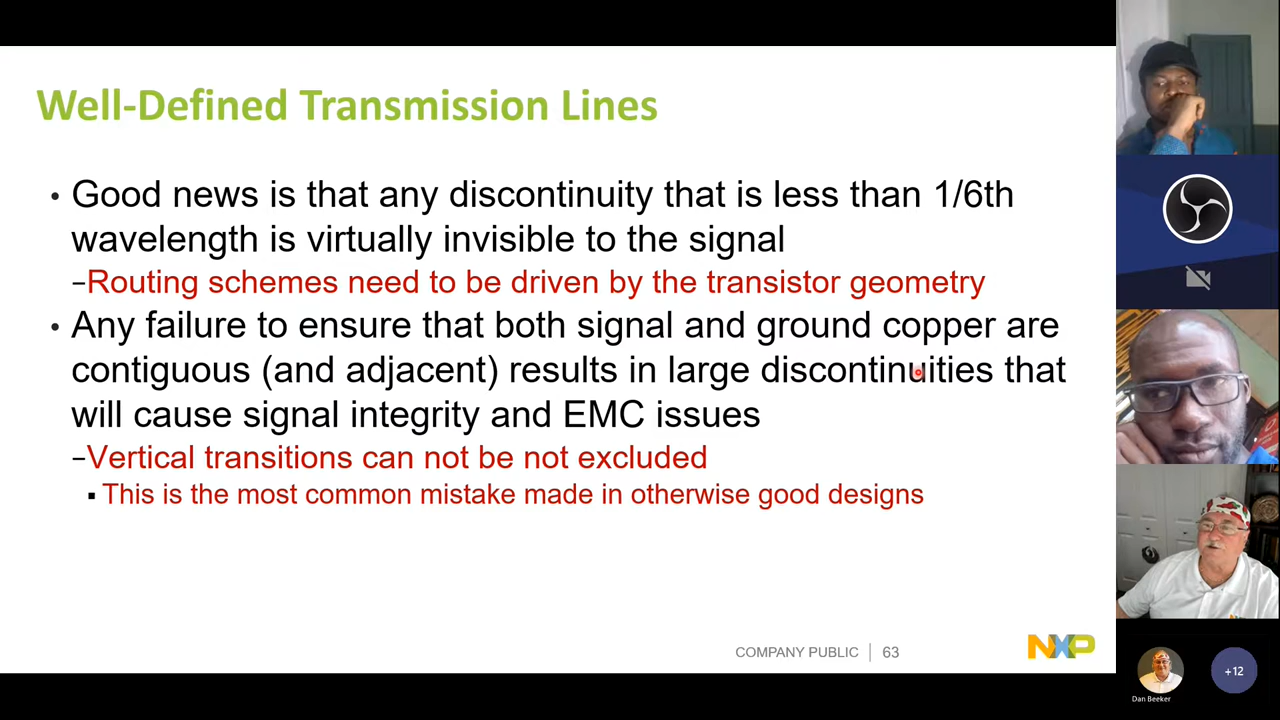 Well-Defined Transmission Lines
• Good news is that any discontinuity that is less than 1/6th
wavelength is virtually invisible to the signal
–Routing schemes need to be driven by the transistor geometry
• Any failure to ensure that both signal and ground copper are
contiguous (and adjacent) results in large discontinuities that
will cause signal integrity and EMC issues
–Vertical transitions can not be not excluded
▪ This is the most common mistake made in otherwise good designs
COMPANY PUBLIC | 63
NXP
Dan Beeker
+12